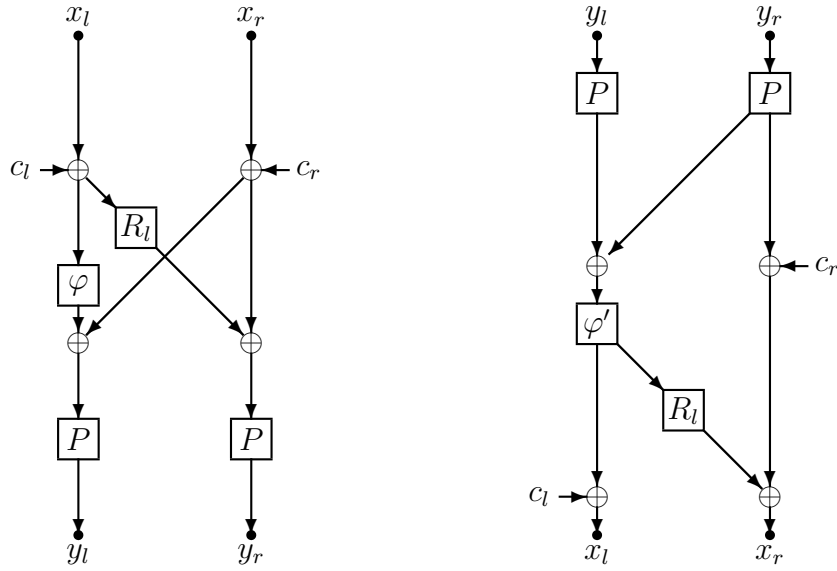 x_l x_r y_l y_r
P P
c_l c_r
R_l
φ c_r
φ'
R_l
P P
c_l
y_l y_r x_l x_r